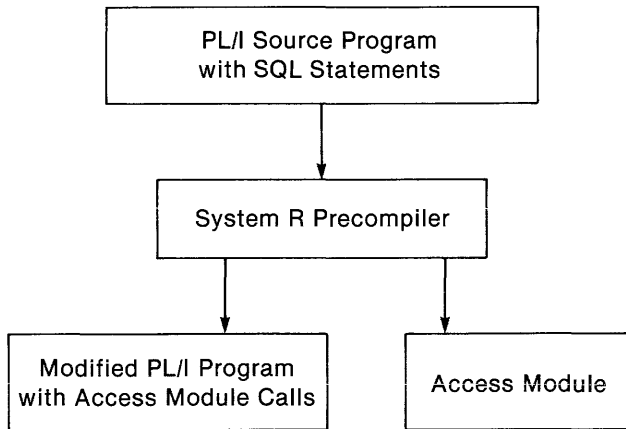 PL/I Source Program
with SQL Statements
System R Precompiler
Modified PL/I Program
with Access Module Calls
Access Module